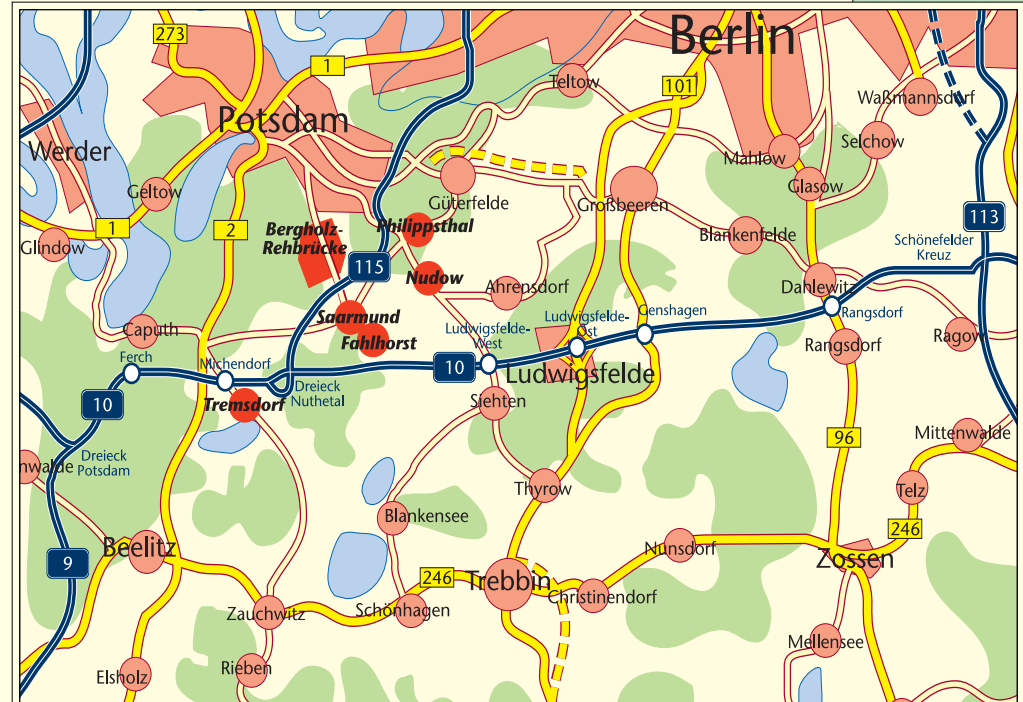 Berlin
273
1
Teltow
101
Waßmannsdorf
Potsdam
Selchow
Werder
Mahlow
Glasow
Geltow
Güterfelde
Großbeeren
1
2
Bergholz-
Rehbrücke
Philippsthal
113
Blankenfelde
Glindow
Schönefelder
Kreuz
115
Nudow
Ahrensdorf
Dahlewitz
Saarmund
Fahlhorst
Caputh
Ludwigsfelde-
West
Ludwigsfelde-
Ost
Genshagen
Rangsdorf
Rangsdorf
Ragow
Ferch
Michendorf
10
Ludwigsfelde
Dreieck
Nuthetal
10
Tremsdorf
Siehten
96
Mittenwalde
Dreieck
Potsdam
nwalde
Thyrow
Telz
Blankensee
246
Beelitz
Nunsdorf
Zossen
9
246
Trebbin
Christinendorf
Zauchwitz
Schönhagen
Mellensee
Rieben
Elsholz